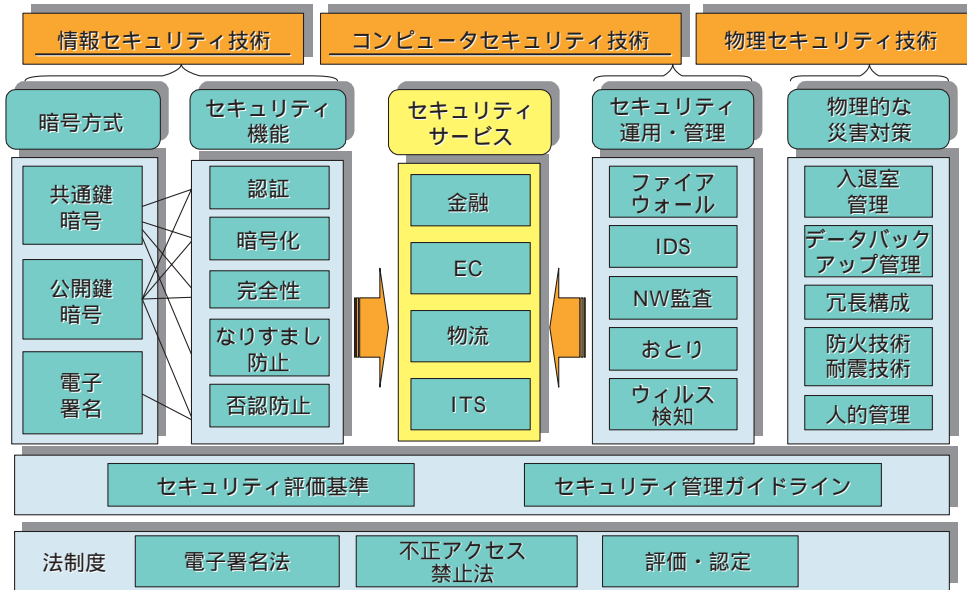 情報セキュリティ技術
コンピュータセキュリティ技術
物理セキュリティ技術
暗号方式
共通鍵
暗号
公開鍵
暗号
電子
署名
セキュリティ
機能
認証
暗号化
完全性
なりすまし
防止
否認防止
セキュリティ
サービス
金融
EC
物流
ITS
セキュリティ
運用・管理
ファイア
ウォール
IDS
NW監査
おとり
ウィルス
検知
物理的な
災害対策
入退室
管理
データバック
アップ管理
冗長構成
防火技術
耐震技術
人的管理
セキュリティ評価基準
セキュリティ管理ガイドライン
法制度
電子署名法
不正アクセス
禁止法
評価・認定